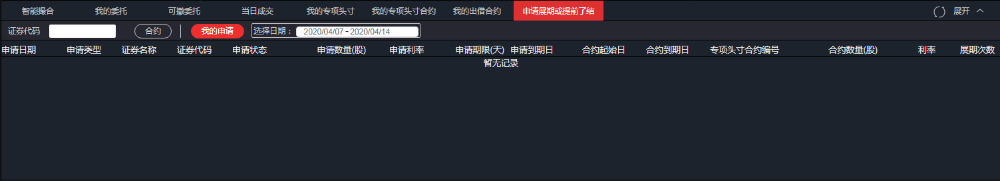 智能撮合 我的委托 可撤委托 当日成交 我的专项头寸 我的专项头寸合约 我的出借合约 申请展期或提前了结 展开
证券代码 合约 我的申请 选择日期： 2020/04/07 - 2020/04/14
申请日期 申请类型 证券名称 证券代码 申请状态 申请数量(股) 申请利率 申请期限(天) 申请到期日 合约起始日 合约到期日 专项头寸合约编号 合约数量(股) 利率 展期次数
暂无记录